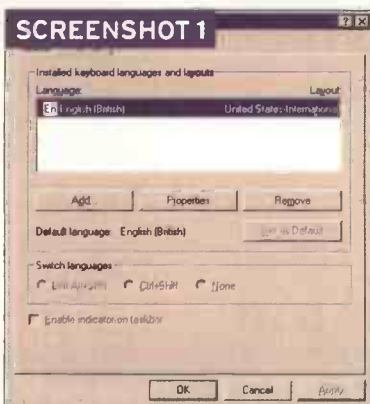 SCREENSHOT 1
Installed keyboard languages and layouts
Language: Layout
En English (British) United States-International
Add... Properties Remove
Default language: English (British) Set as Default
Switch languages
Left Alt+Shift Ctrl+Shift None
Enable indicator on taskbar
OK Cancel Apply